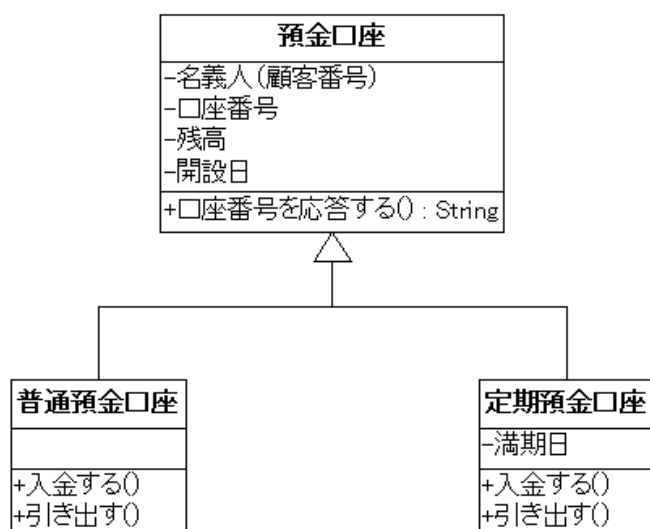 預金口座
-名義人(顧客番号)
-口座番号
-残高
-開設日
+口座番号を応答する() : String
普通預金口座
+入金する()
+引き出す()
定期預金口座
-満期日
+入金する()
+引き出す()